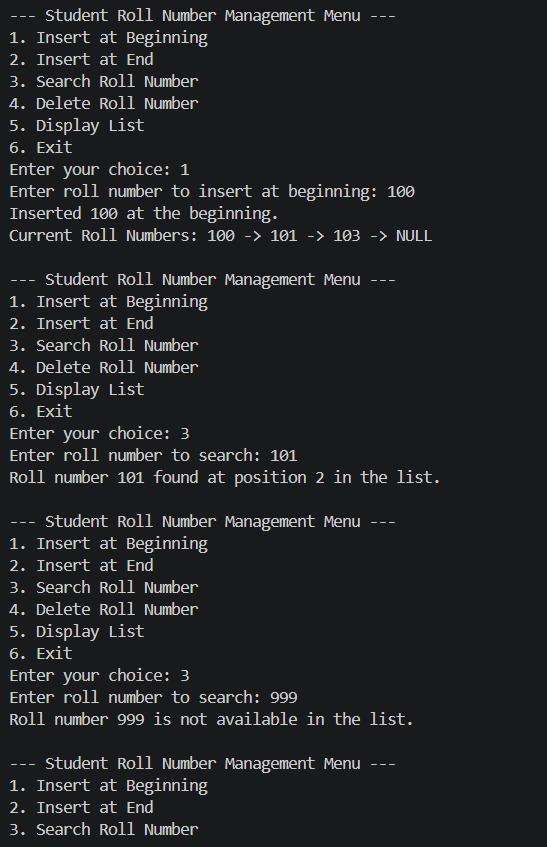 --- Student Roll Number Management Menu ---
1. Insert at Beginning
2. Insert at End
3. Search Roll Number
4. Delete Roll Number
5. Display List
6. Exit
Enter your choice: 1
Enter roll number to insert at beginning: 100
Inserted 100 at the beginning.
Current Roll Numbers: 100 -> 101 -> 103 -> NULL

--- Student Roll Number Management Menu ---
1. Insert at Beginning
2. Insert at End
3. Search Roll Number
4. Delete Roll Number
5. Display List
6. Exit
Enter your choice: 3
Enter roll number to search: 101
Roll number 101 found at position 2 in the list.

--- Student Roll Number Management Menu ---
1. Insert at Beginning
2. Insert at End
3. Search Roll Number
4. Delete Roll Number
5. Display List
6. Exit
Enter your choice: 3
Enter roll number to search: 999
Roll number 999 is not available in the list.

--- Student Roll Number Management Menu ---
1. Insert at Beginning
2. Insert at End
3. Search Roll Number